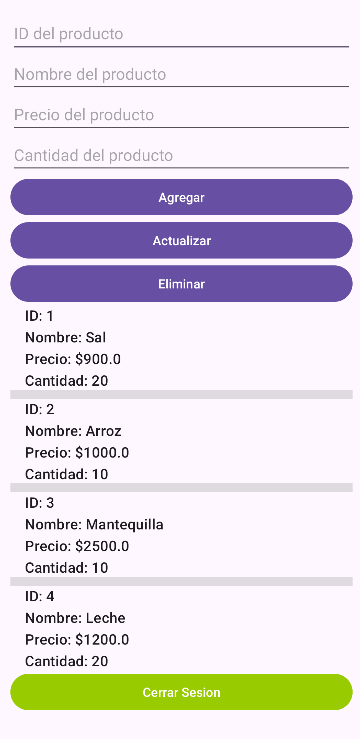 ID del producto
Nombre del producto
Precio del producto
Cantidad del producto
Agregar
Actualizar
Eliminar
ID: 1
Nombre: Sal
Precio: $900.0
Cantidad: 20
ID: 2
Nombre: Arroz
Precio: $1000.0
Cantidad: 10
ID: 3
Nombre: Mantequilla
Precio: $2500.0
Cantidad: 10
ID: 4
Nombre: Leche
Precio: $1200.0
Cantidad: 20
Cerrar Sesion